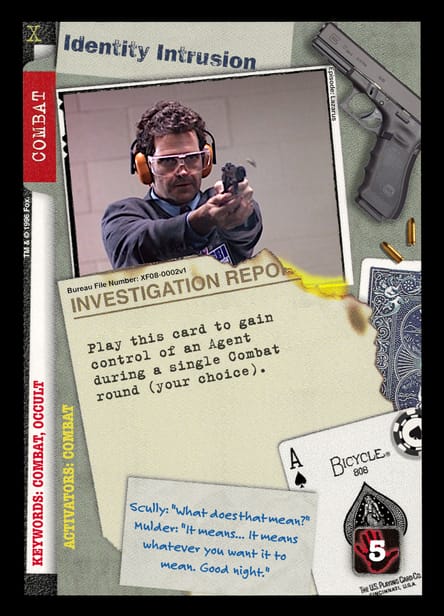 X
Identity Intrusion
COMBAT
Episode: Lazarus
TM & © 1996 Fox.
Bureau File Number: XF08-0002v1
INVESTIGATION REPO
Play this card to gain
control of an Agent
during a single Combat
round (your choice).
KEYWORDS: COMBAT, OCCULT
ACTIVATORS: COMBAT
Scully: "What does that mean?"
Mulder: "It means... It means
whatever you want it to
mean. Good night."
A
BICYCLE®
808
5
THE U.S. PLAYING CARD CO.
CINCINNATI, U.S.A.